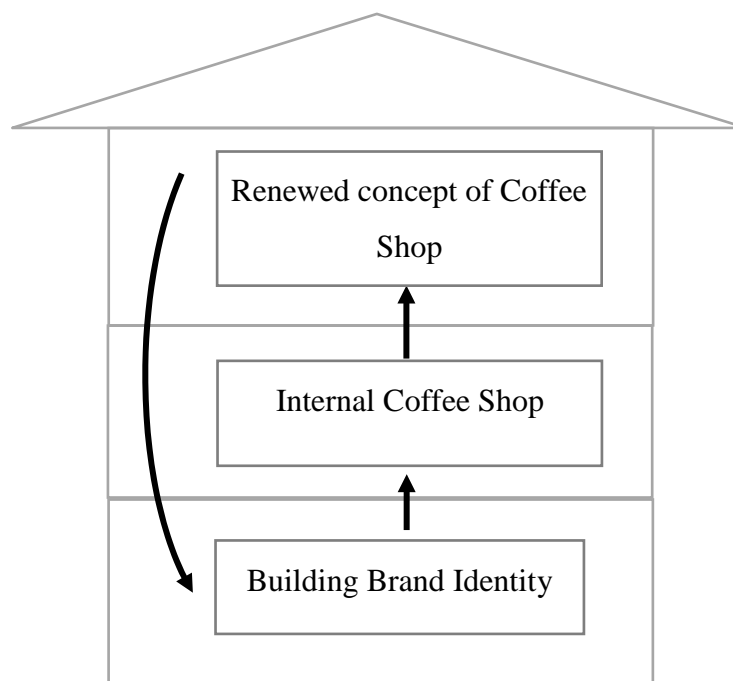 Renewed concept of Coffee
Shop
Internal Coffee Shop
Building Brand Identity